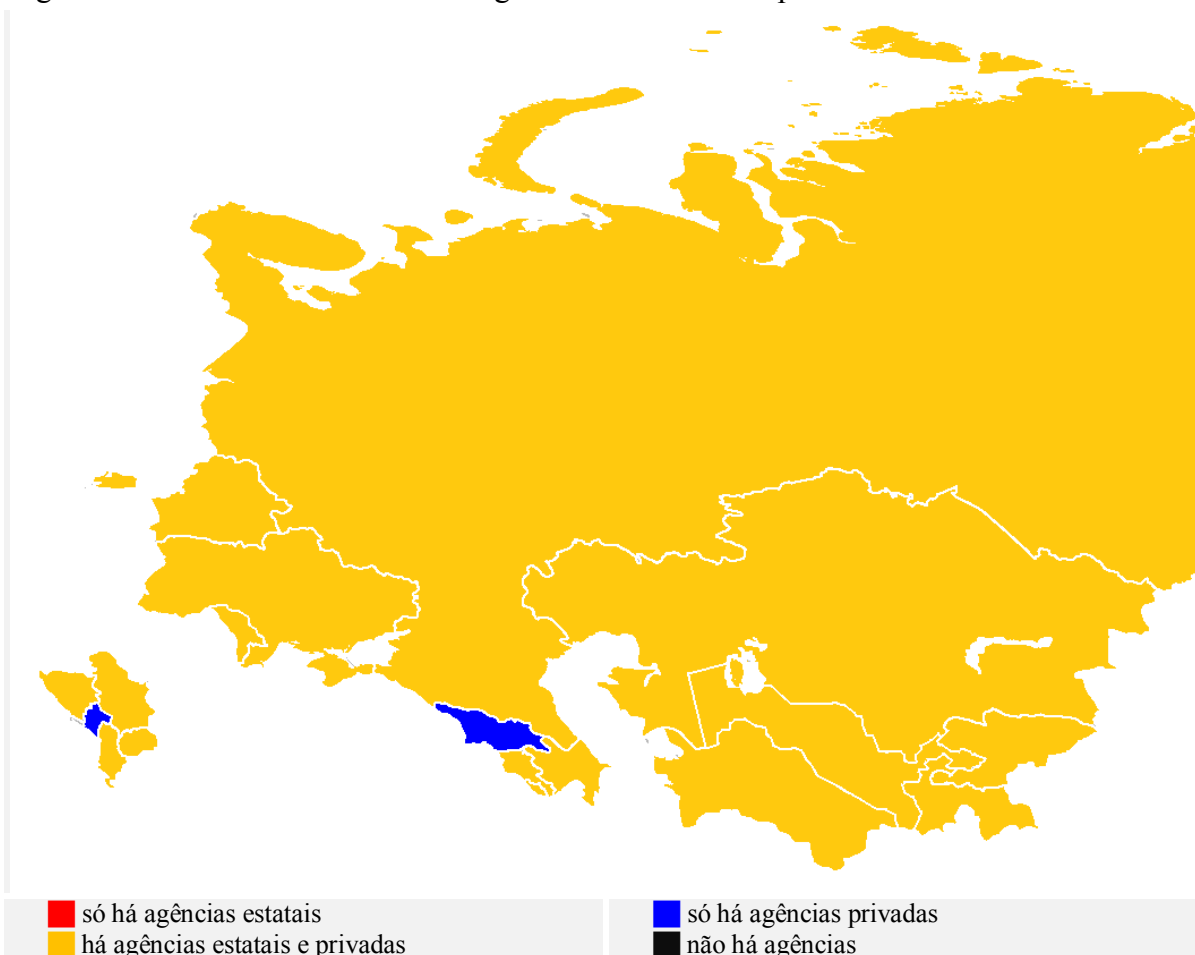 só há agências estatais
só há agências privadas
há agências estatais e privadas
não há agências